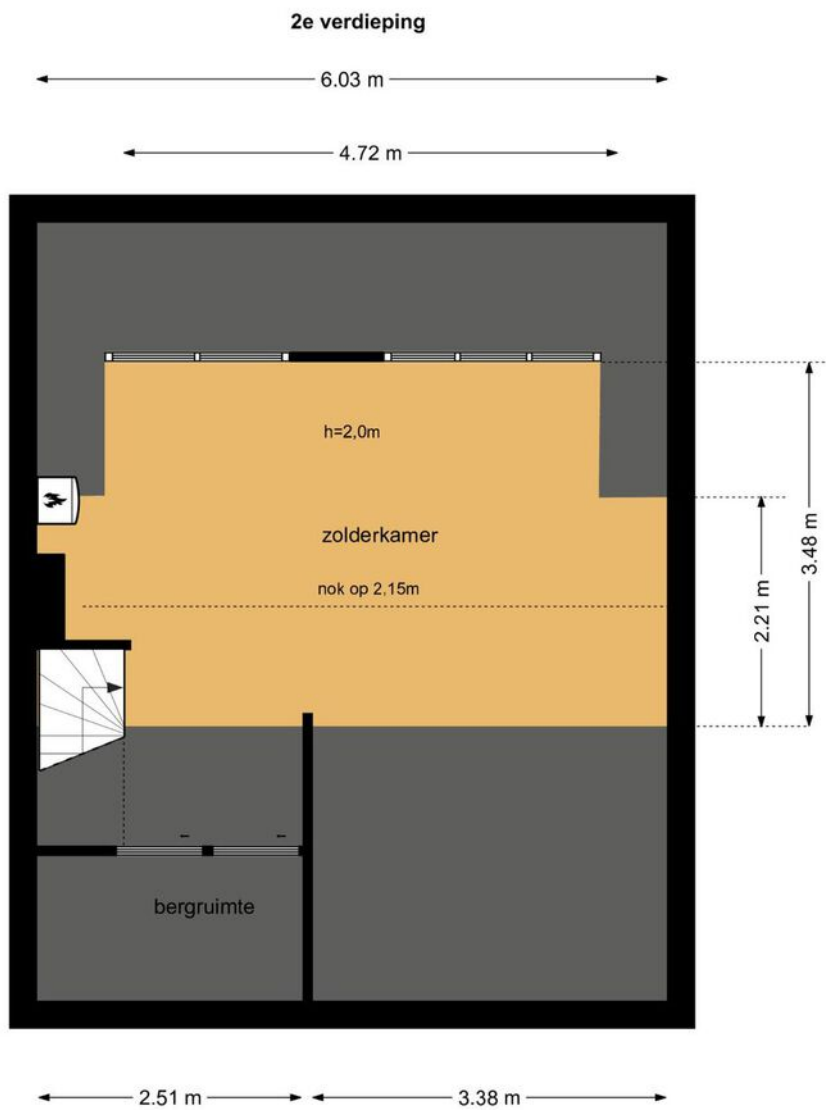 2e verdieping
6.03 m
4.72 m
h=2,0m
zolderkamer
nok op 2,15m
3.48 m
2.21 m
bergruimte
2.51 m
3.38 m